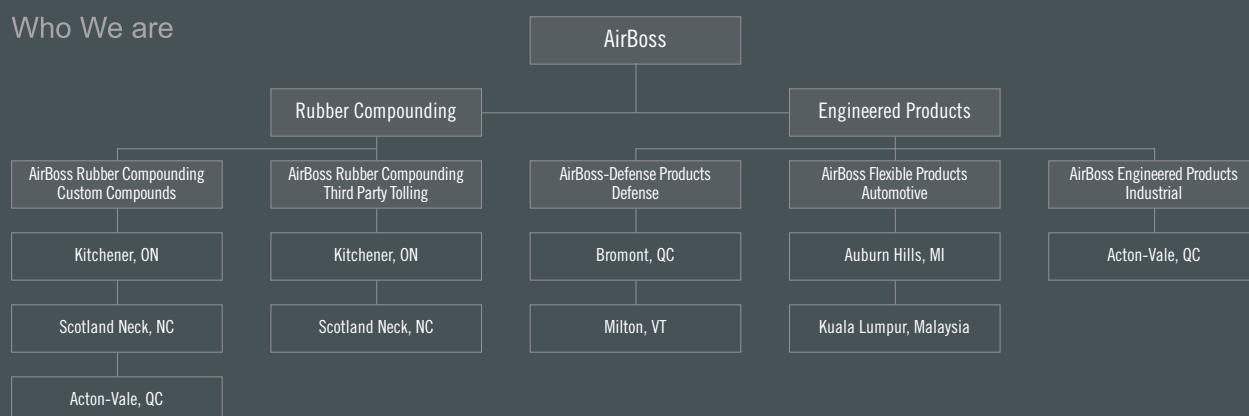 Who We are
AirBoss
Rubber Compounding
Engineered Products
AirBoss Rubber Compounding
Custom Compounds
AirBoss Rubber Compounding
Third Party Tolling
AirBoss-Defense Products
Defense
AirBoss Flexible Products
Automotive
AirBoss Engineered Products
Industrial
Kitchener, ON
Kitchener, ON
Bromont, QC
Auburn Hills, MI
Acton-Vale, QC
Scotland Neck, NC
Scotland Neck, NC
Milton, VT
Kuala Lumpur, Malaysia
Acton-Vale, QC